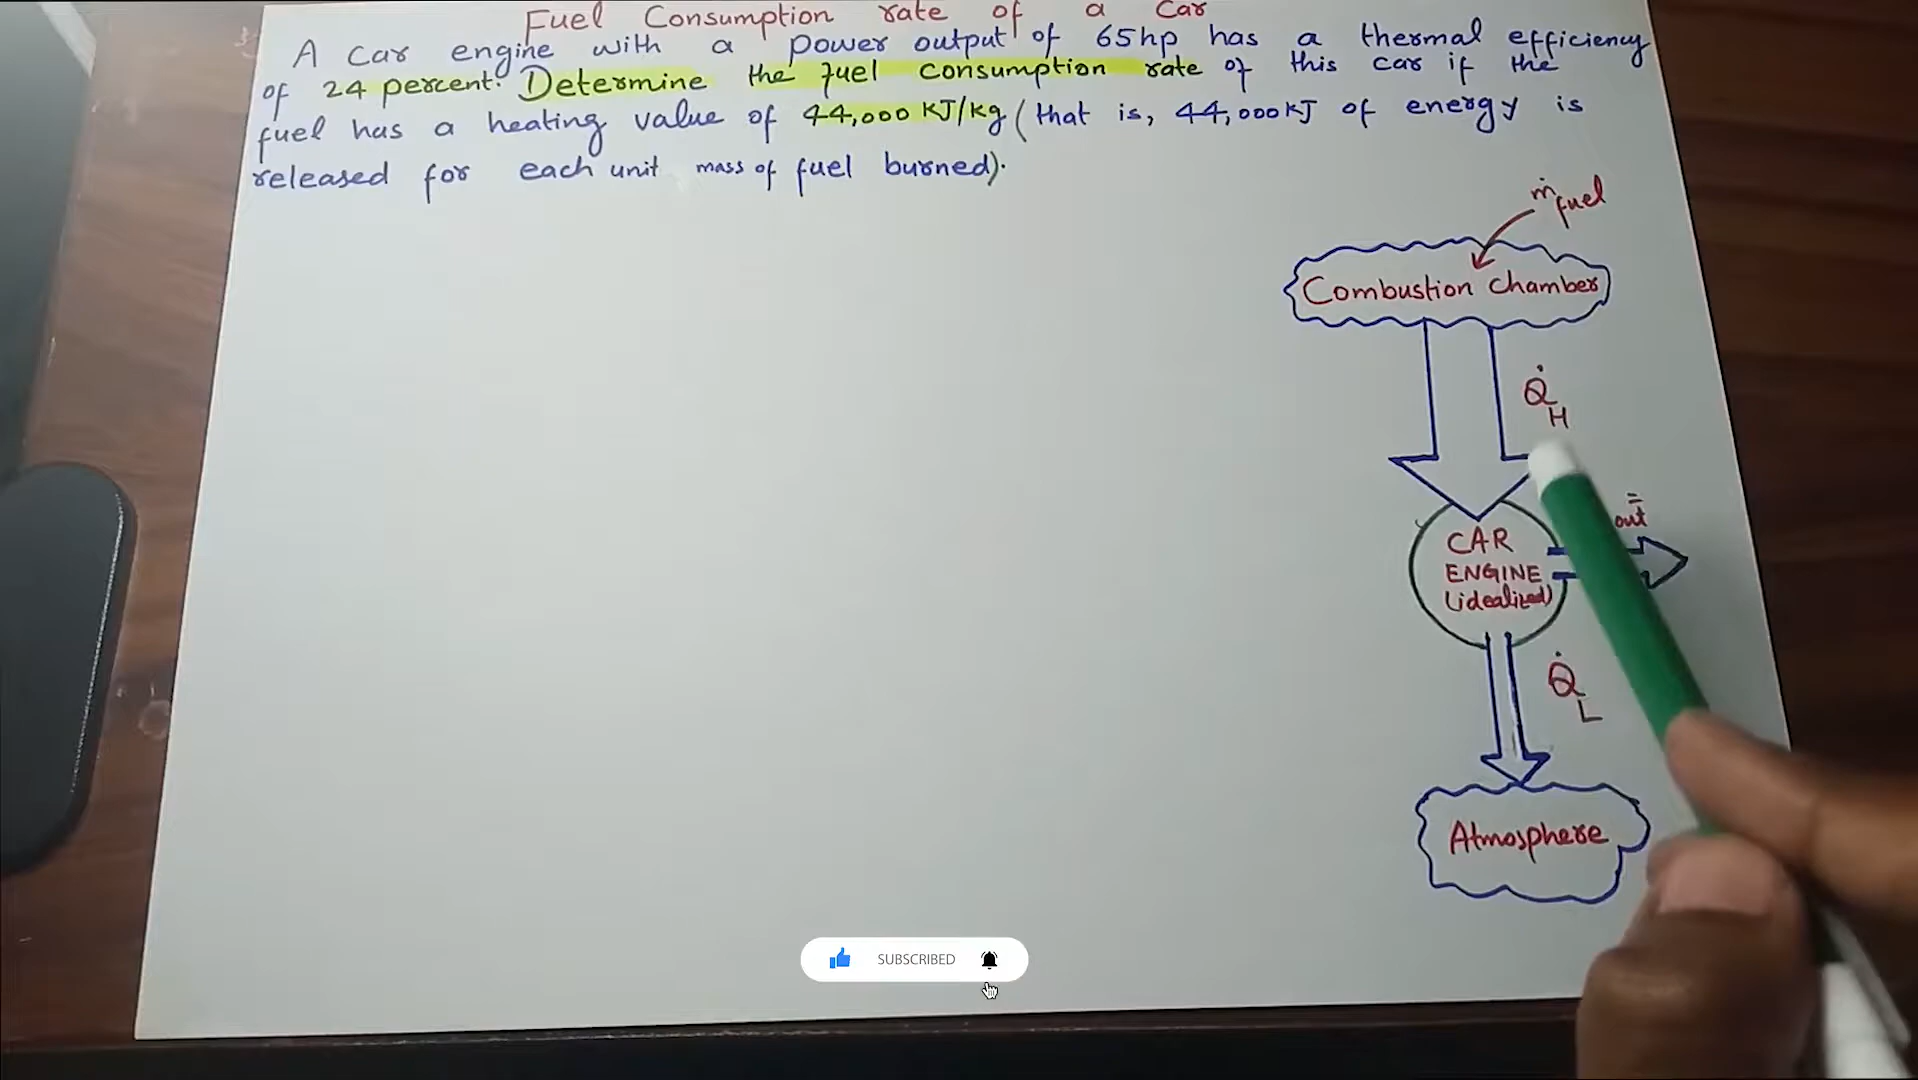 Fuel Consumption rate of a Car
A Car engine with a power output of 65hp has a thermal efficiency
of 24 percent. Determine the fuel consumption rate of this car if the
fuel has a heating value of 44,000 KJ/kg (that is, 44,000KJ of energy is
released for each unit mass of fuel burned).
ṁfuel
Combustion Chamber
Q̇H
=
out
CAR
ENGINE
(idealized)
Q̇L
Atmosphere
SUBSCRIBED